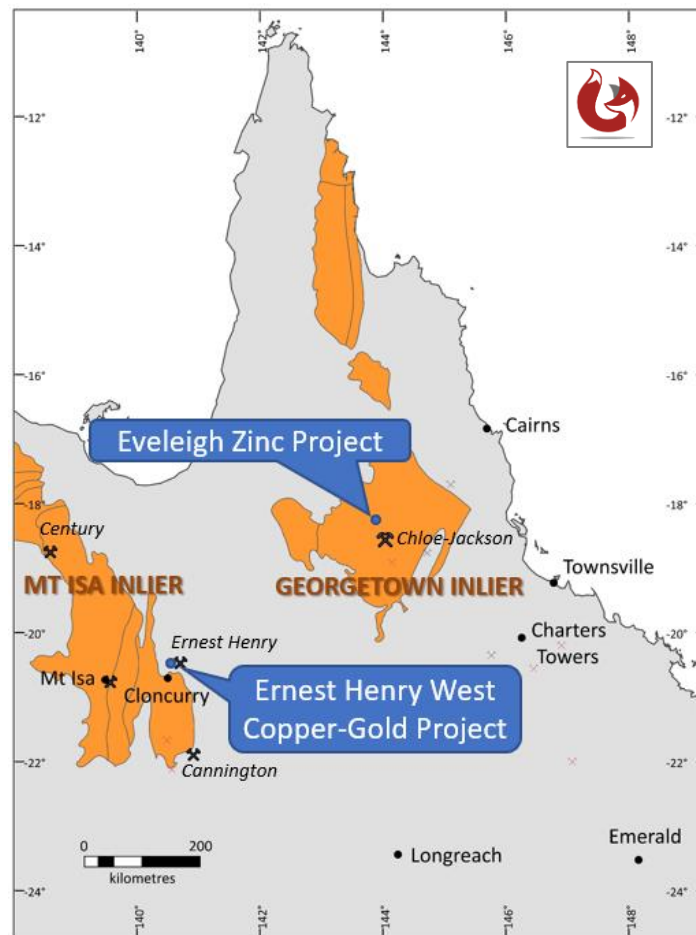 140°
142°
144°
146°
148°
-12°
-12°
-14°
-14°
-16°
-16°
Eveleigh Zinc Project
Cairns
-18°
-18°
Century
Chloe-Jackson
MT ISA INLIER
GEORGETOWN INLIER
Townsville
-20°
-20°
Ernest Henry
Charters
Towers
Mt Isa
Cloncurry
Ernest Henry West
Copper-Gold Project
Cannington
-22°
-22°
0
200
kilometres
Longreach
Emerald
-24°
-24°
140°
142°
144°
146°
148°